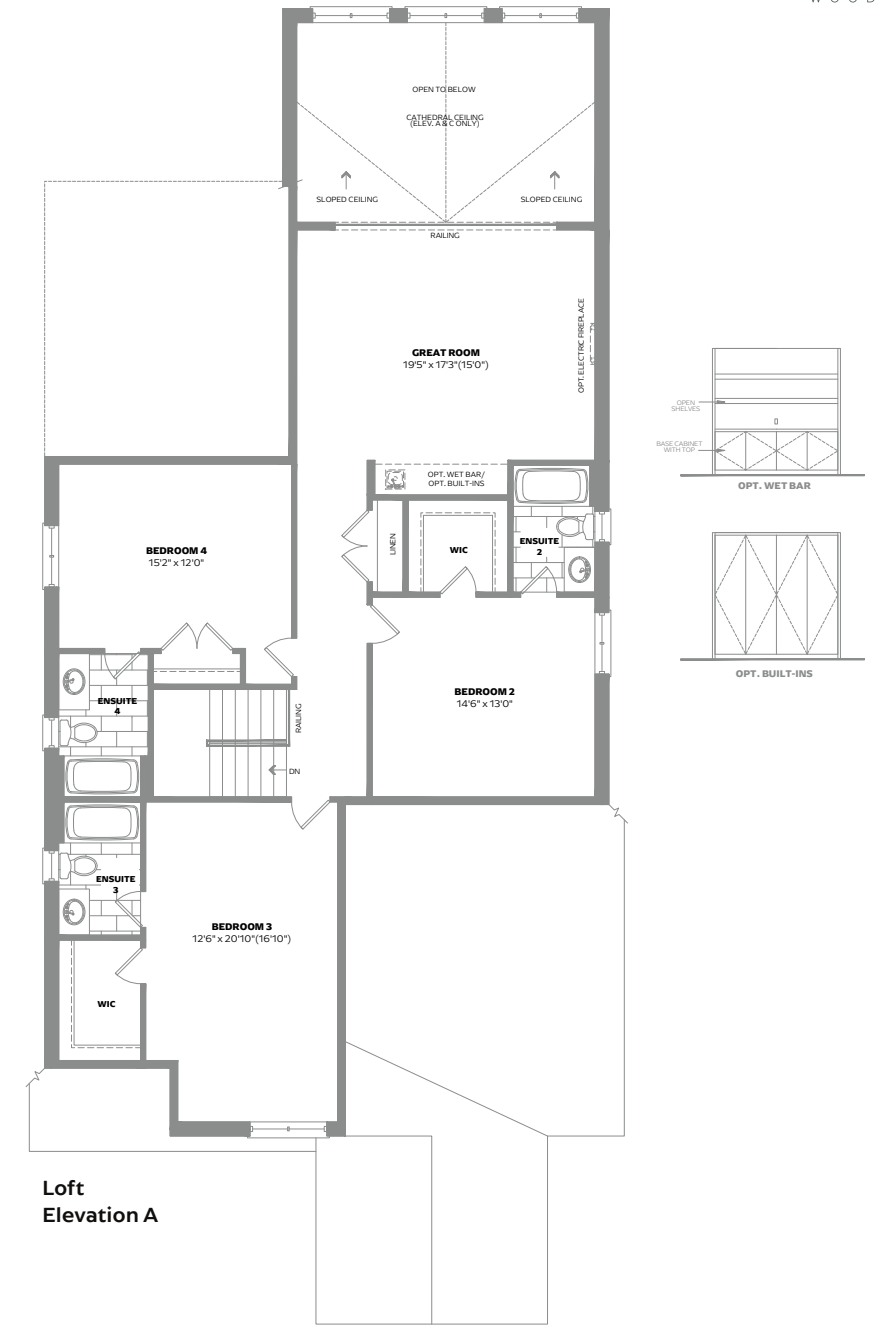 W O O D
OPEN TO BELOW
CATHEDRAL CEILING
(ELEV. A & C ONLY)
SLOPED CEILING
SLOPED CEILING
RAILING
OPT. ELECTRIC FIREPLACE
GREAT ROOM
19'5" x 17'3"(15'0")
OPEN
SHELVES
BASE CABINET
WITH TOP
OPT. WET BAR
OPT. WET BAR/
OPT. BUILT-INS
BEDROOM 4
15'2" x 12'0"
LINEN
WIC
ENSUITE
2
OPT. BUILT-INS
ENSUITE
4
RAILING
BEDROOM 2
14'6" x 13'0"
DN
ENSUITE
3
BEDROOM 3
12'6" x 20'10"(16'10")
WIC
Loft
Elevation A